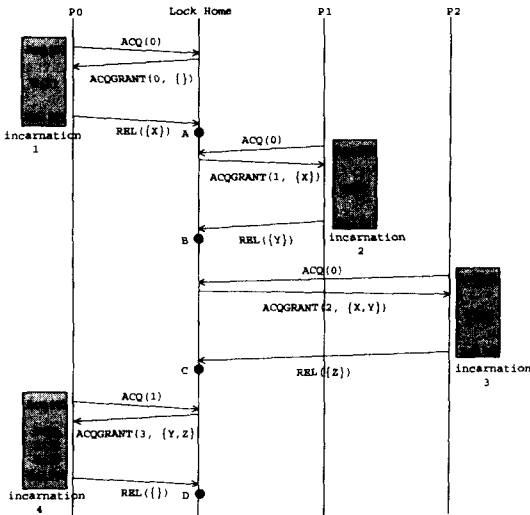 P0 Lock Home P1 P2
ACQ(0)
ACQGRANT(0, {})
REL({X})
A
incarnation
1
ACQ(0)
ACQGRANT(1, {X})
REL({Y})
B
incarnation
2
ACQ(0)
ACQGRANT(2, {X,Y})
REL({Z})
C
incarnation
3
ACQ(1)
ACQGRANT(3, {Y,Z}
REL({})
D
incarnation
4